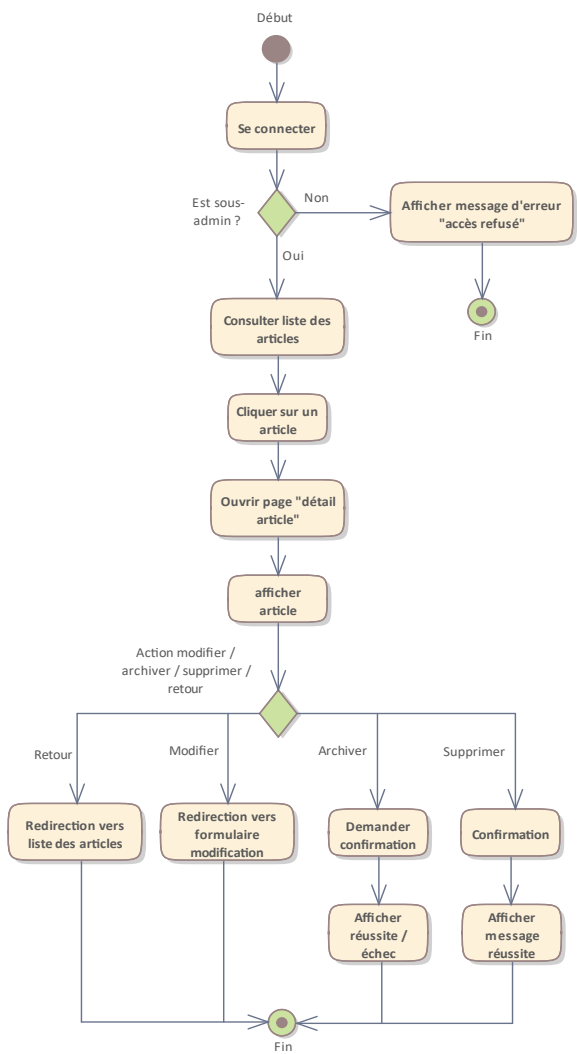 Début
Se connecter
Est sous-
admin ?
Non
Afficher message d'erreur
"accès refusé"
Oui
Fin
Consulter liste des
articles
Cliquer sur un
article
Ouvrir page "détail
article"
afficher
article
Action modifier /
archiver / supprimer /
retour
Retour
Modifier
Archiver
Supprimer
Redirection vers
liste des articles
Redirection vers
formulaire
modification
Demander
confirmation
Confirmation
Afficher
réussite /
échec
Afficher
message
réussite
Fin